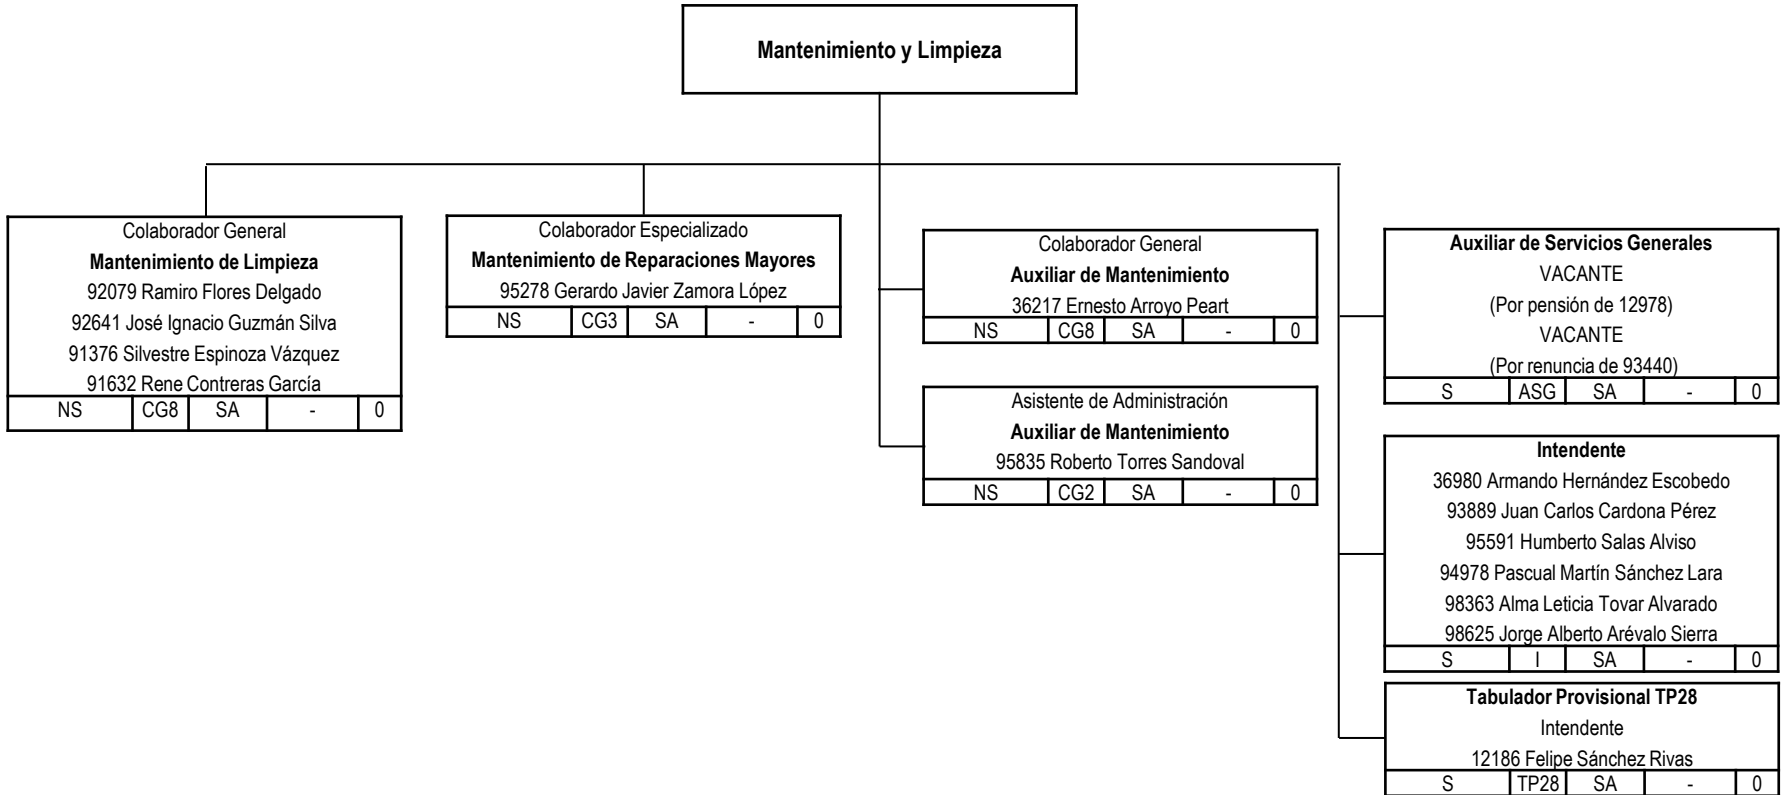 Mantenimiento y Limpieza
Colaborador General
Mantenimiento de Limpieza
92079 Ramiro Flores Delgado
92641 José Ignacio Guzmán Silva
91376 Silvestre Espinoza Vázquez
91632 Rene Contreras García
NS CG8 SA - 0
Colaborador Especializado
Mantenimiento de Reparaciones Mayores
95278 Gerardo Javier Zamora López
NS CG3 SA - 0
Colaborador General
Auxiliar de Mantenimiento
36217 Ernesto Arroyo Peart
NS CG8 SA - 0
Asistente de Administración
Auxiliar de Mantenimiento
95835 Roberto Torres Sandoval
NS CG2 SA - 0
Auxiliar de Servicios Generales
VACANTE
(Por pensión de 12978)
VACANTE
(Por renuncia de 93440)
S ASG SA - 0
Intendente
36980 Armando Hernández Escobedo
93889 Juan Carlos Cardona Pérez
95591 Humberto Salas Alviso
94978 Pascual Martín Sánchez Lara
98363 Alma Leticia Tovar Alvarado
98625 Jorge Alberto Arévalo Sierra
S I SA - 0
Tabulador Provisional TP28
Intendente
12186 Felipe Sánchez Rivas
S TP28 SA - 0